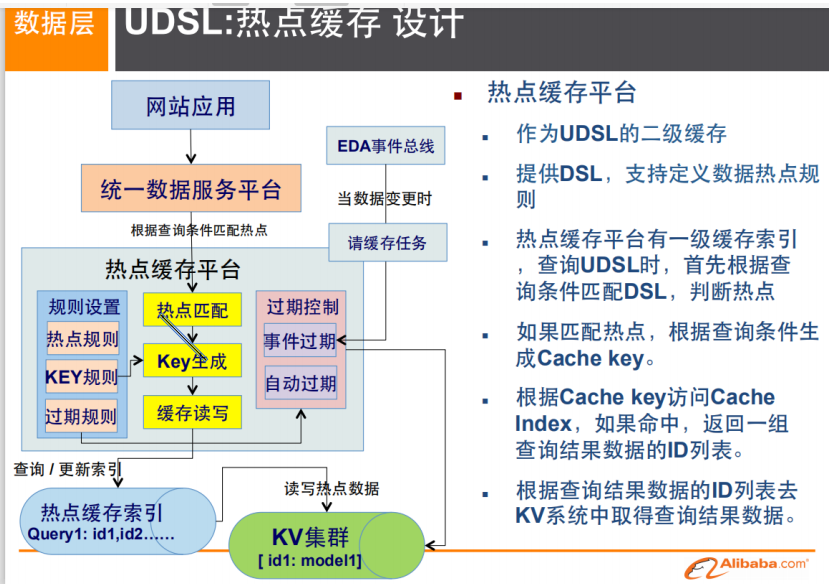 数据层
UDSL:热点缓存 设计
网站应用
EDA事件总线
统一数据服务平台
当数据变更时
根据查询条件匹配热点
请缓存任务
热点缓存平台
规则设置
热点规则
KEY规则
过期规则
热点匹配
Key生成
缓存读写
过期控制
事件过期
自动过期
查询 / 更新索引
读写热点数据
热点缓存索引
Query1: id1,id2......
KV集群
[ id1: model1]
热点缓存平台
作为UDSL的二级缓存
提供DSL，支持定义数据热点规
则
热点缓存平台有一级缓存索引
，查询UDSL时，首先根据查
询条件匹配DSL，判断热点
如果匹配热点，根据查询条件生
成Cache key。
根据Cache key访问Cache
Index，如果命中，返回一组
查询结果数据的ID列表。
根据查询结果数据的ID列表去
KV系统中取得查询结果数据。
Alibaba.com